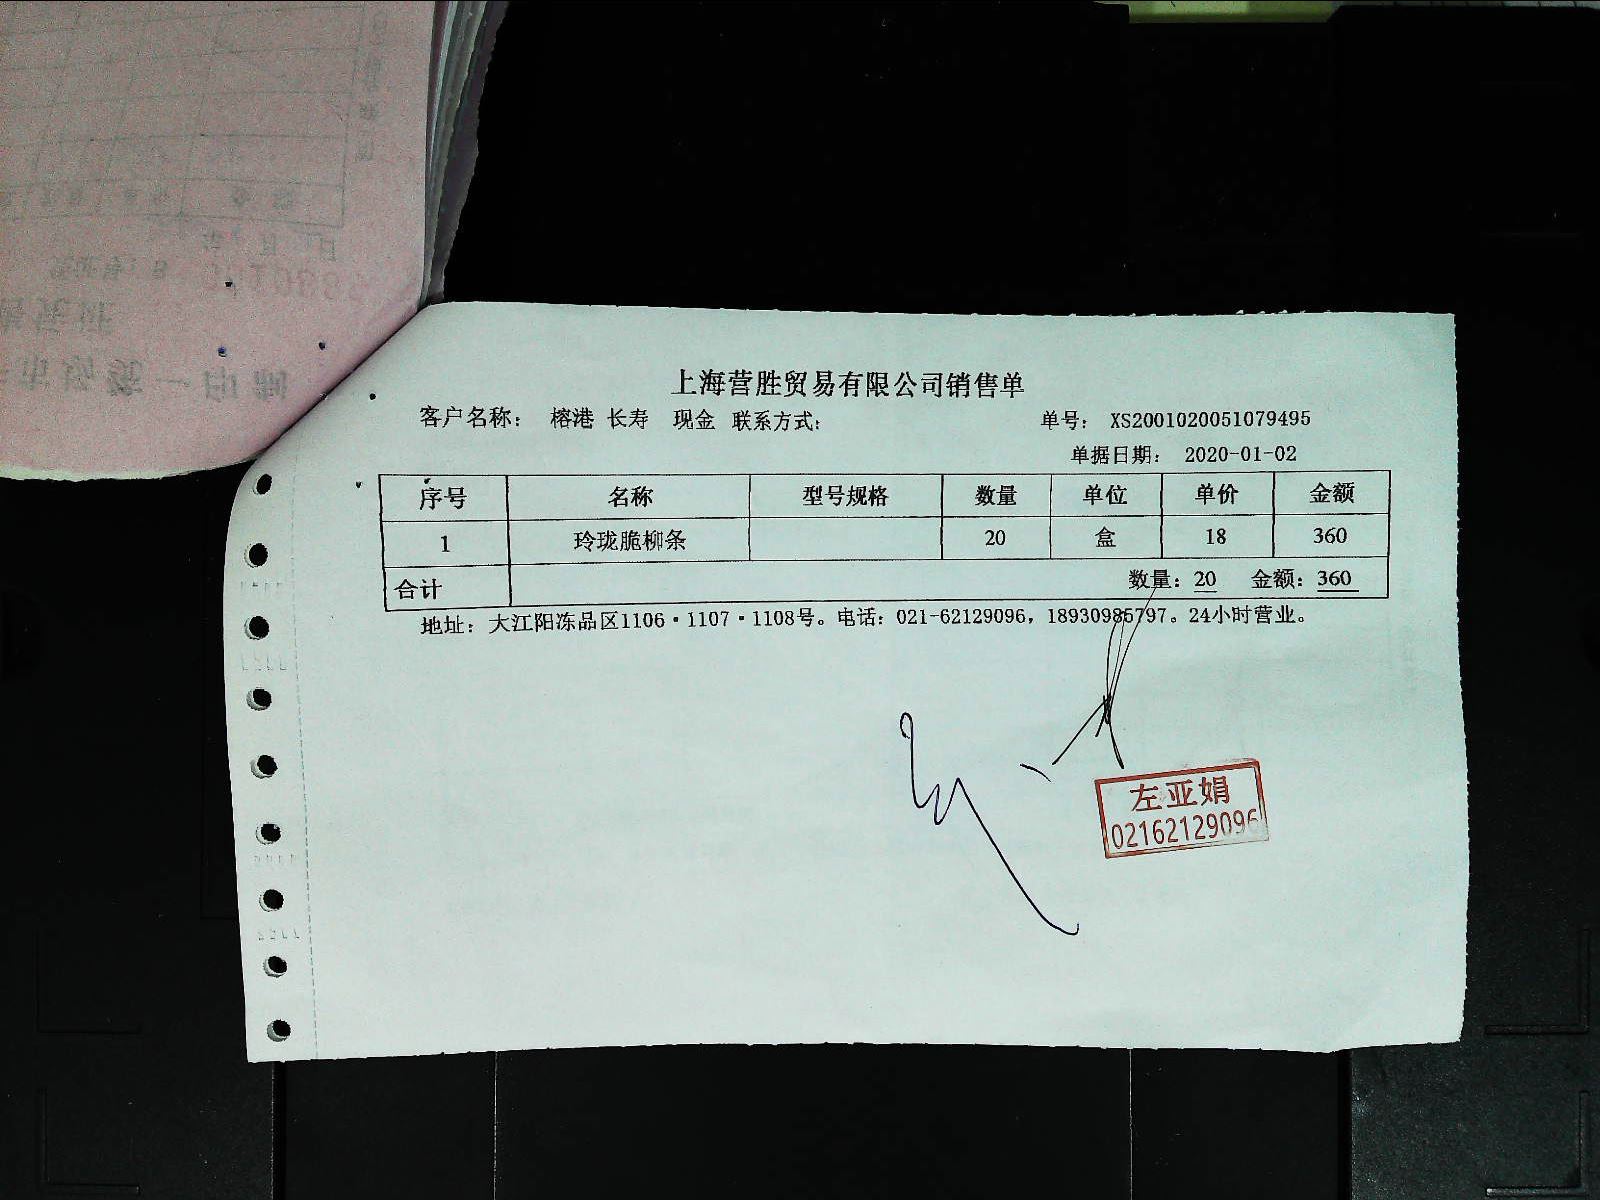 上海营胜贸易有限公司销售单
客户名称： 榕港 长寿 现金 联系方式： 单号： XS2001020051079495
单据日期： 2020-01-02
序号 名称 型号规格 数量 单位 单价 金额
1 玲珑脆柳条 20 盒 18 360
合计 数量：20 金额：360
地址：大江阳冻品区1106·1107·1108号。电话：021-62129096，18930985797。24小时营业。
左亚娟
02162129096